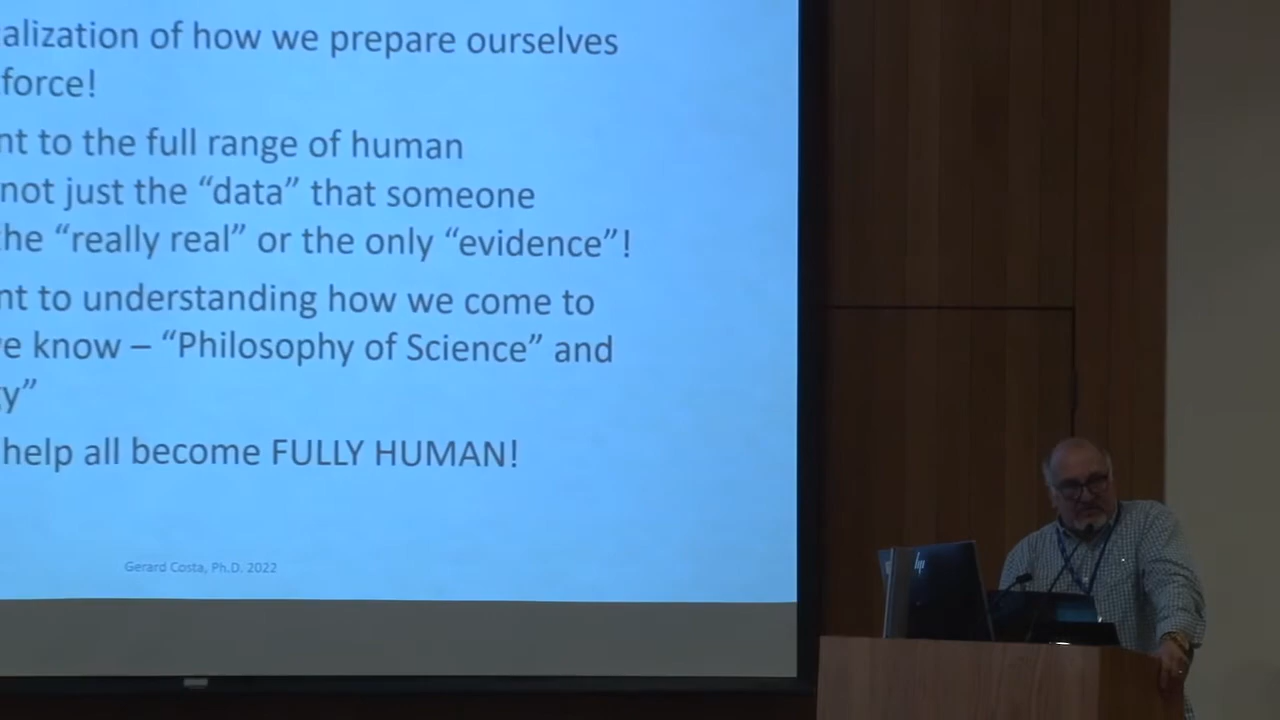 alization of how we prepare ourselves
force!
nt to the full range of human
not just the “data” that someone
the “really real” or the only “evidence”!
nt to understanding how we come to
e know – “Philosophy of Science” and
y”
help all become FULLY HUMAN!
Gerard Costa, Ph.D. 2022
hp